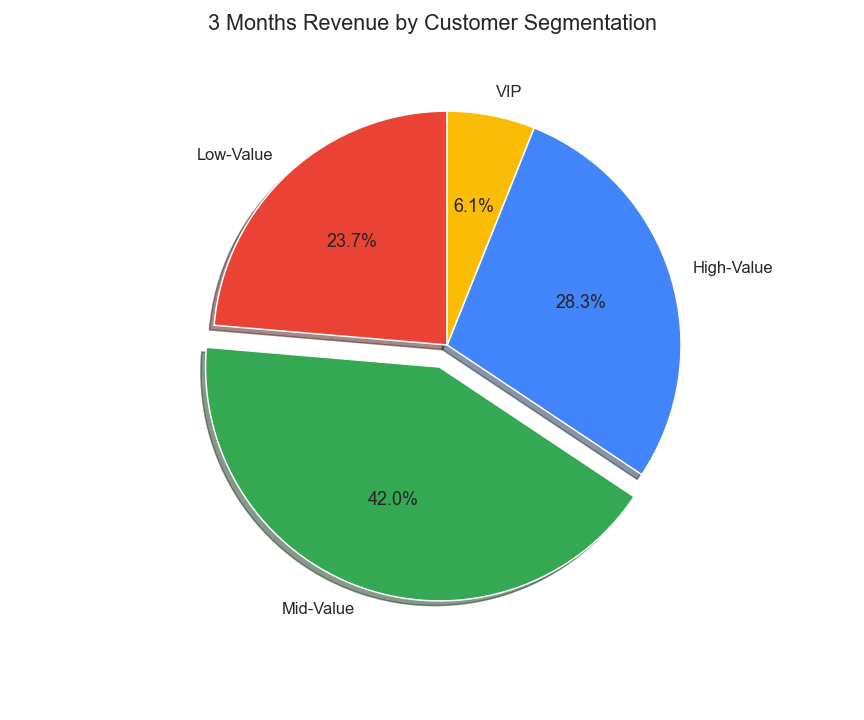 3 Months Revenue by Customer Segmentation
VIP
Low-Value
6.1%
23.7%
High-Value
28.3%
42.0%
Mid-Value